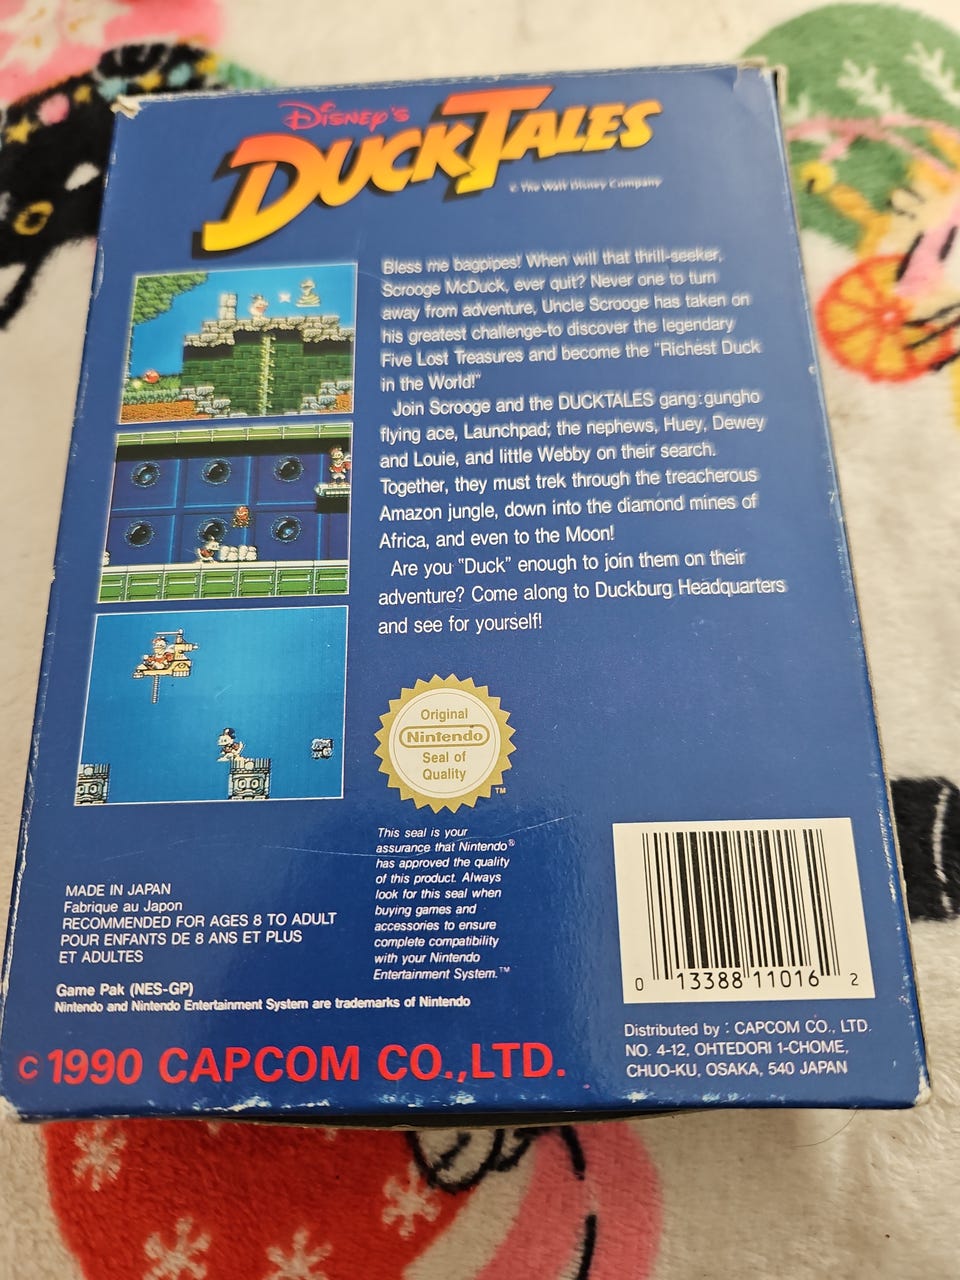 Disney's
DUCKTALES
© The Walt Disney Company
Bless me bagpipes! When will that thrill-seeker,
Scrooge McDuck, ever quit? Never one to turn
away from adventure, Uncle Scrooge has taken on
his greatest challenge-to discover the legendary
Five Lost Treasures and become the "Richest Duck
in the World!"
Join Scrooge and the DUCKTALES gang:gungho
flying ace, Launchpad; the nephews, Huey, Dewey
and Louie, and little Webby on their search.
Together, they must trek through the treacherous
Amazon jungle, down into the diamond mines of
Africa, and even to the Moon!
Are you "Duck" enough to join them on their
adventure? Come along to Duckburg Headquarters
and see for yourself!
Original
Nintendo
Seal of
Quality
TM
This seal is your
assurance that Nintendo®
has approved the quality
of this product. Always
look for this seal when
buying games and
accessories to ensure
complete compatibility
with your Nintendo
Entertainment System.™
MADE IN JAPAN
Fabrique au Japon
RECOMMENDED FOR AGES 8 TO ADULT
POUR ENFANTS DE 8 ANS ET PLUS
ET ADULTES
Game Pak (NES-GP)
Nintendo and Nintendo Entertainment System are trademarks of Nintendo
© 1990 CAPCOM CO.,LTD.
0 13388 11016 2
Distributed by : CAPCOM CO., LTD.
NO. 4-12, OHTEDORI 1-CHOME,
CHUO-KU, OSAKA, 540 JAPAN